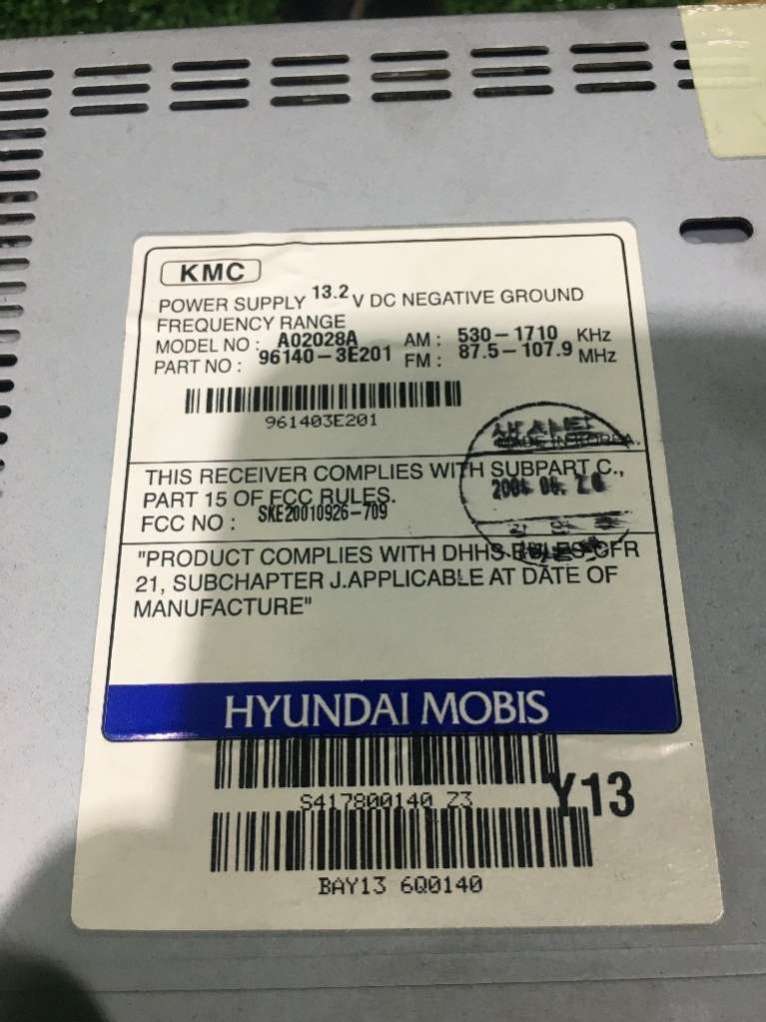 KMC
POWER SUPPLY 13.2 V DC NEGATIVE GROUND
FREQUENCY RANGE
MODEL NO : A02028A AM : 530-1710 KHz
PART NO : 96140-3E201 FM : 87.5-107.9 MHz
961403E201
MADE IN KOREA.
THIS RECEIVER COMPLIES WITH SUBPART C.,
PART 15 OF FCC RULES.
FCC NO : SKE20010926-709
"PRODUCT COMPLIES WITH DHHS RULES CFR
21, SUBCHAPTER J.APPLICABLE AT DATE OF
MANUFACTURE"
HYUNDAI MOBIS
S417800140 Z3
Y13
BAY13 6Q0140